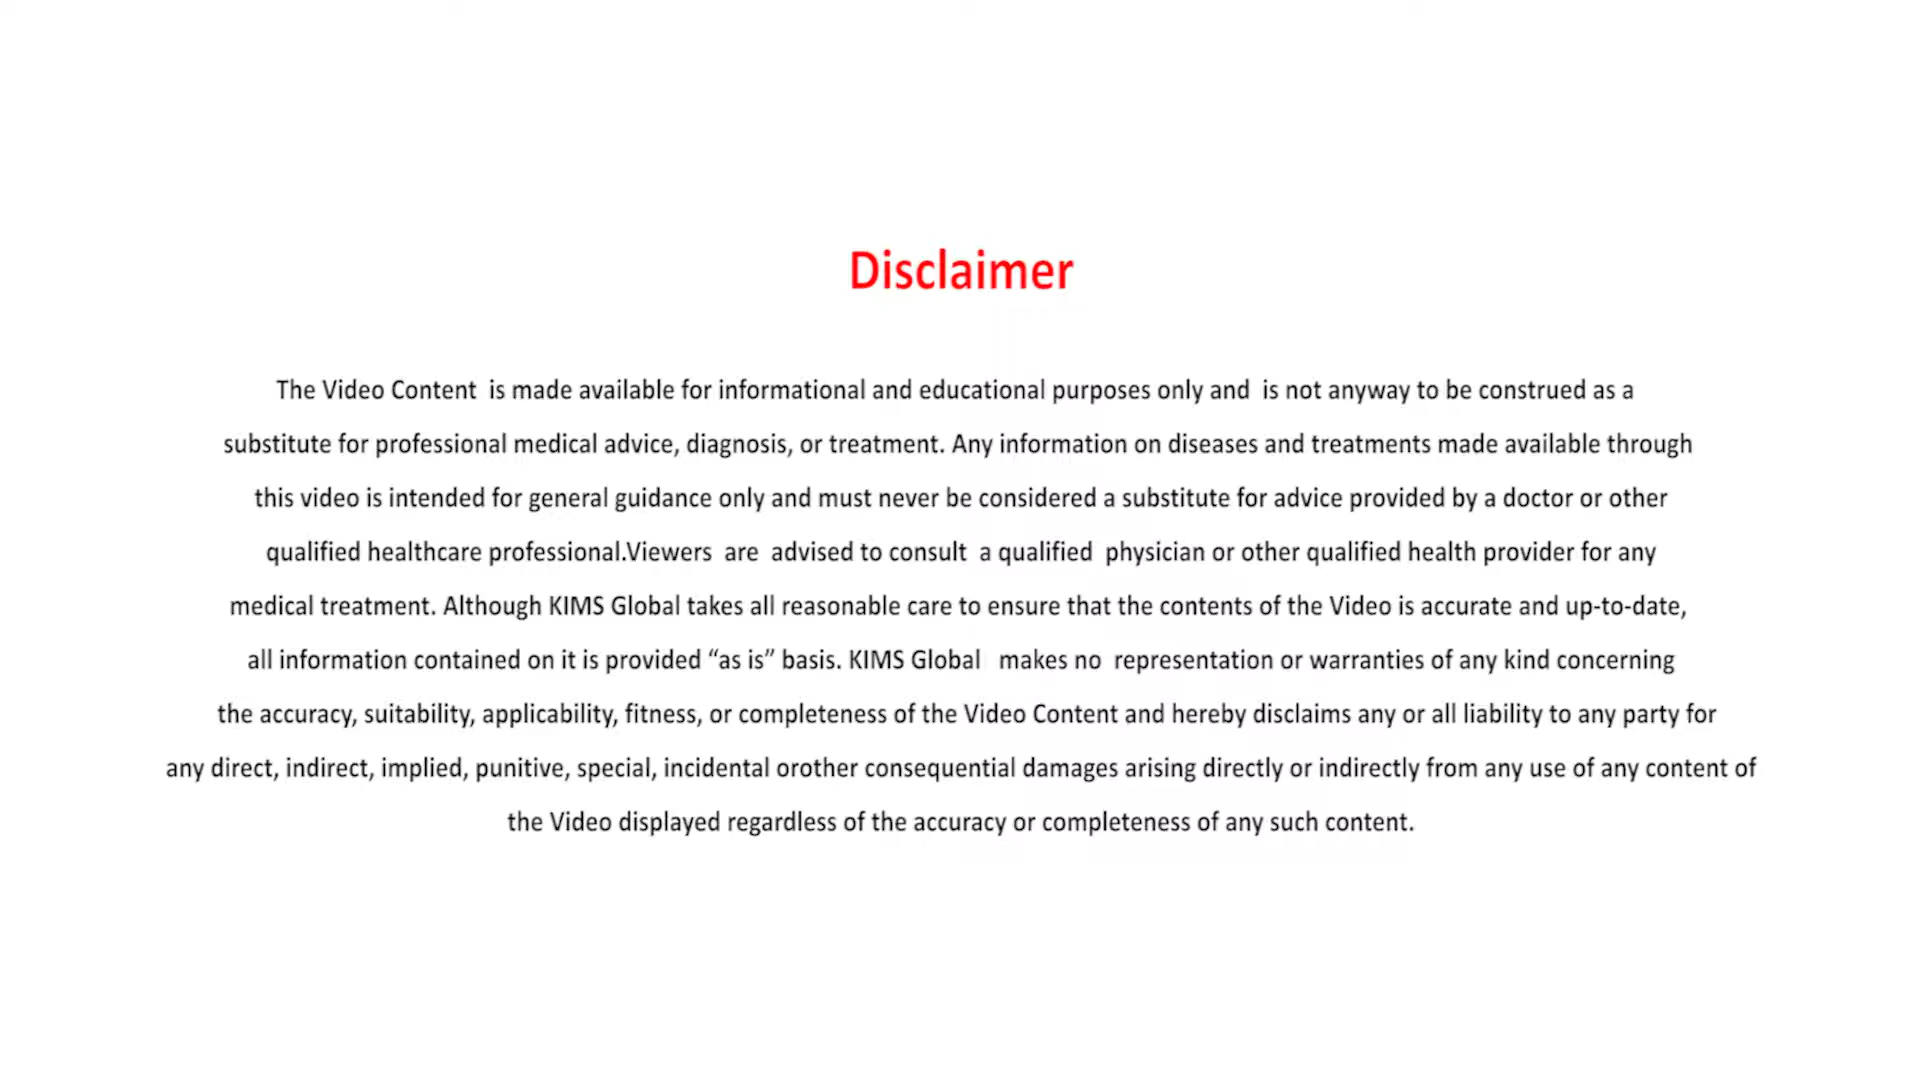 Disclaimer
The Video Content  is made available for informational and educational purposes only and  is not anyway to be construed as a
substitute for professional medical advice, diagnosis, or treatment. Any information on diseases and treatments made available through
this video is intended for general guidance only and must never be considered a substitute for advice provided by a doctor or other
qualified healthcare professional.Viewers  are  advised to consult  a qualified  physician or other qualified health provider for any
medical treatment. Although KIMS Global takes all reasonable care to ensure that the contents of the Video is accurate and up-to-date,
all information contained on it is provided “as is” basis. KIMS Global   makes no  representation or warranties of any kind concerning
the accuracy, suitability, applicability, fitness, or completeness of the Video Content and hereby disclaims any or all liability to any party for
any direct, indirect, implied, punitive, special, incidental orother consequential damages arising directly or indirectly from any use of any content of
the Video displayed regardless of the accuracy or completeness of any such content.